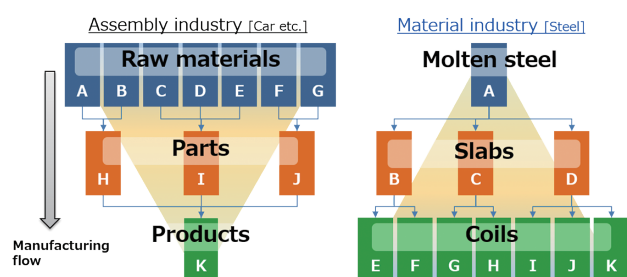 Assembly industry [Car etc.]
Raw materials
A B C D E F G
Parts
H I J
Products
K
Manufacturing
flow
Material industry [Steel]
Molten steel
A
Slabs
B C D
Coils
E F G H I J K